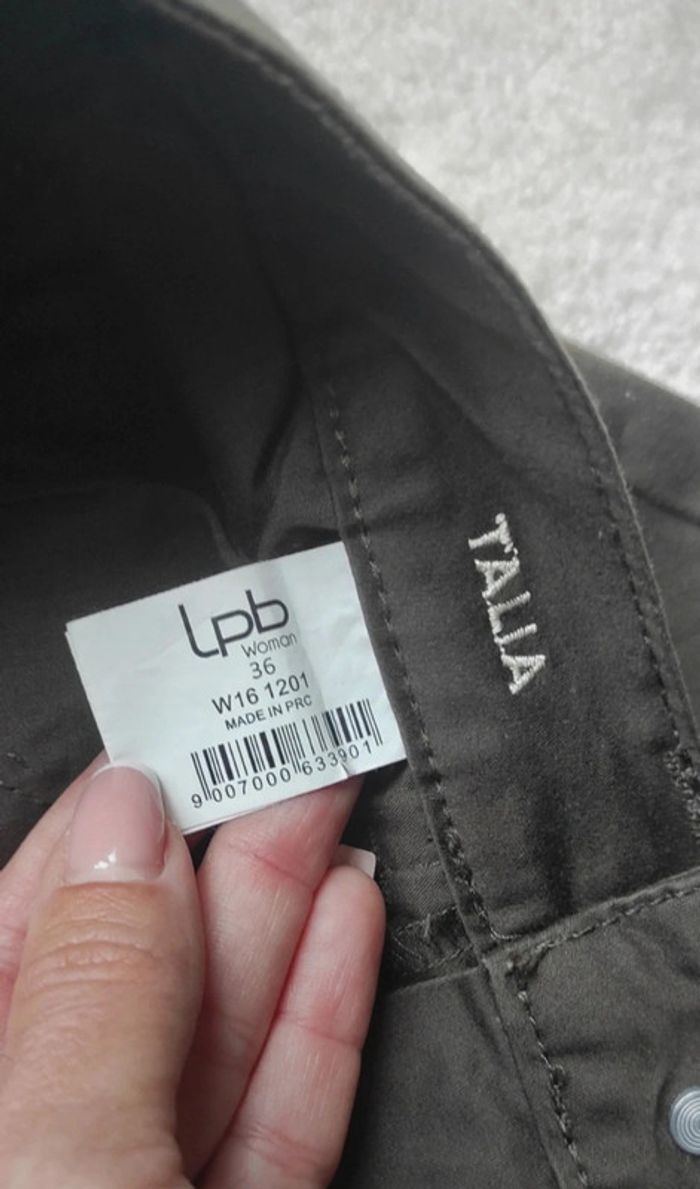 Lpb
Woman
36
W16 1201
MADE IN PRC
9 007000 633901
TALIA